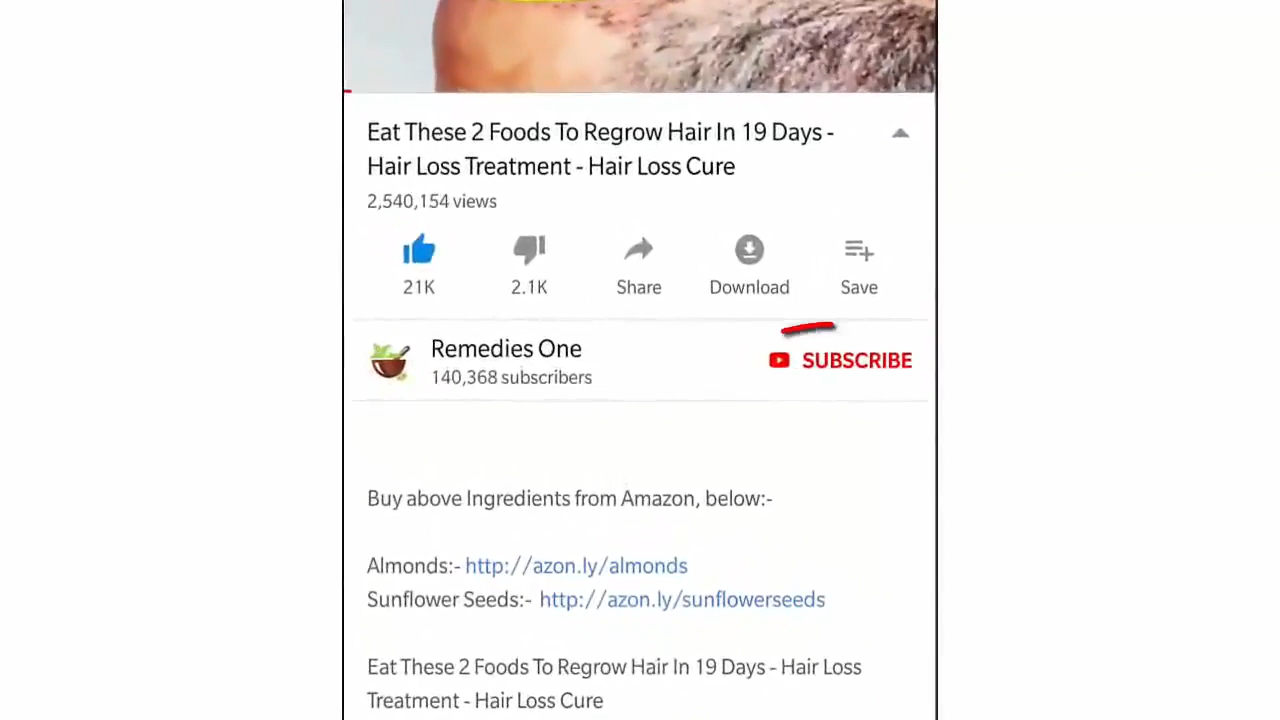 Eat These 2 Foods To Regrow Hair In 19 Days -
Hair Loss Treatment - Hair Loss Cure
2,540,154 views
21K 2.1K Share Download Save
Remedies One
140,368 subscribers
SUBSCRIBE
Buy above Ingredients from Amazon, below:-
Almonds:- http://azon.ly/almonds
Sunflower Seeds:- http://azon.ly/sunflowerseeds
Eat These 2 Foods To Regrow Hair In 19 Days - Hair Loss
Treatment - Hair Loss Cure